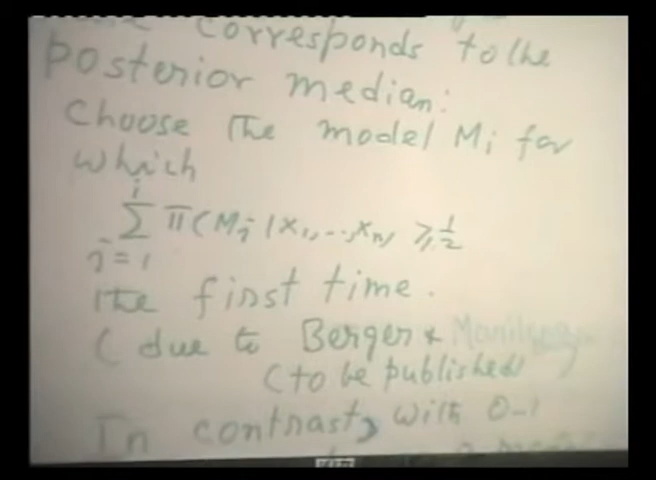 corresponds to the
posterior median:
Choose the model Mi for
which
i
∑ π(Mj | x1, ..., xn) ≥ 1/2
j = 1
the first time.
( due to Berger &
(to be published)
In contrast, with 0-1